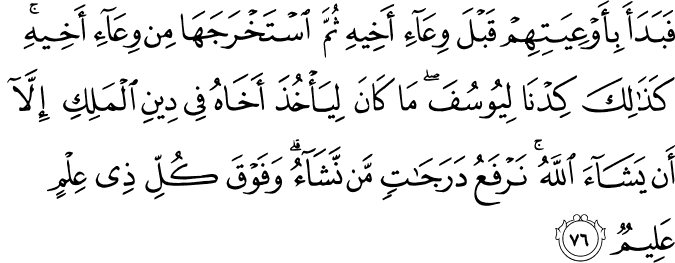 فَبَدَأَ بِأَوۡعِيَتِهِمۡ قَبۡلَ وِعَآءِ أَخِيهِ ثُمَّ ٱسۡتَخۡرَجَهَا مِن وِعَآءِ أَخِيهِۚ
كَذَٰلِكَ كِدۡنَا لِيُوسُفَۖ مَا كَانَ لِيَأۡخُذَ أَخَاهُ فِى دِينِ ٱلۡمَلِكِ إِلَّآ
أَن يَشَآءَ ٱللَّهُۚ نَرۡفَعُ دَرَجَٰتٍ مَّن نَّشَآءُۗ وَفَوۡقَ كُلِّ ذِى عِلۡمٍ
عَلِيمٌ ٧٦